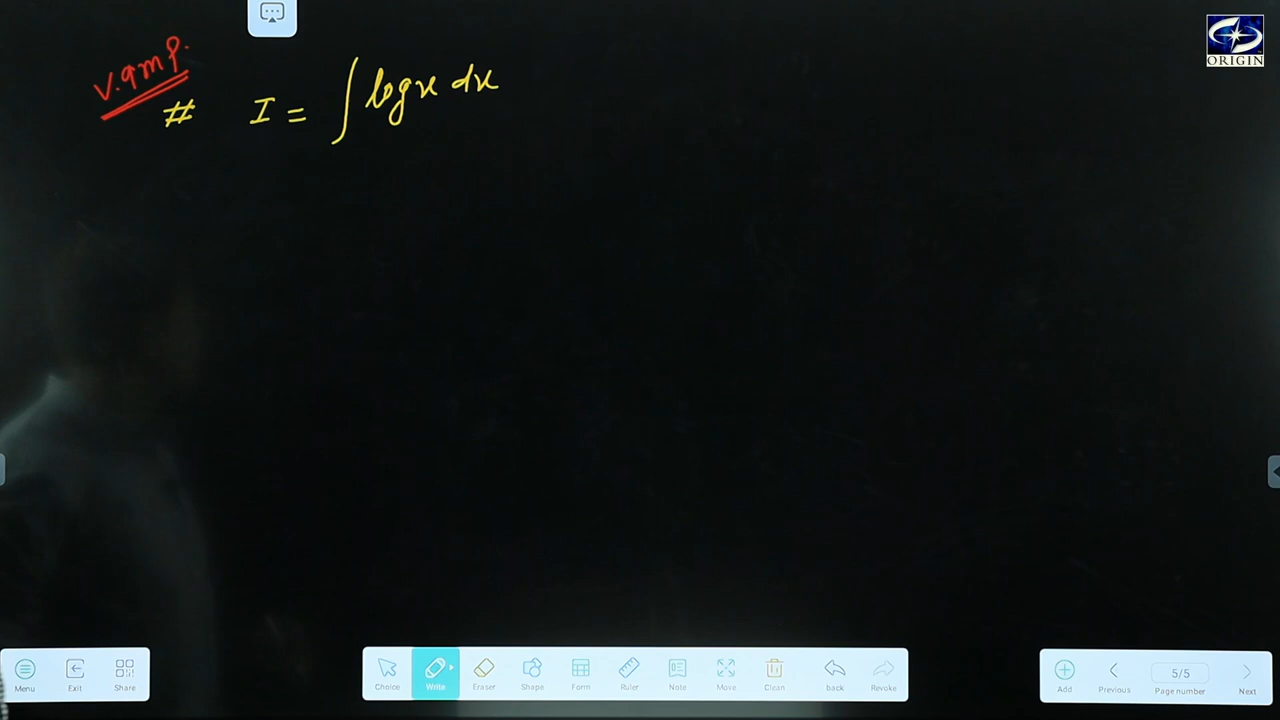 ORIGIN
V. Imp.
# I = ∫ log x dx
Menu Exit Share
Choice Write Eraser Shape Form Ruler Note Move Clean back Revoke
Add Previous 5/5 Page number Next